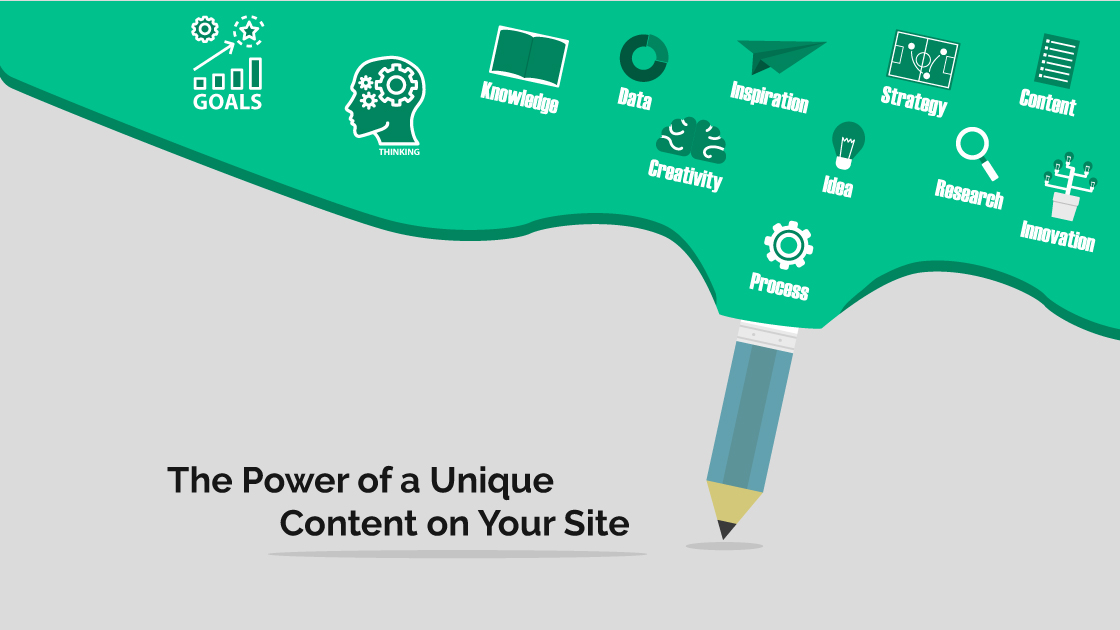 GOALS
THINKING
Knowledge
Data
Inspiration
Strategy
Content
Creativity
Idea
Research
Innovation
Process
The Power of a Unique
Content on Your Site